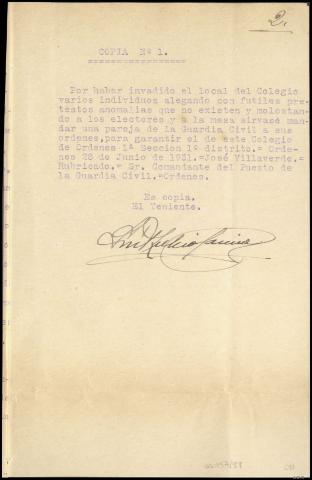 2.
COPIA Nº 1.
Por haber invadido el local del Colegio
varios individuos alegando con futiles pre-
testos anomalias que no existen y molestando
a los electores y a la mesa sirvase man-
dar una pareja de la Guardia Civil a sus
ordenes, para garantir el de este Colegio
de Ordenes 1ª Seccion 1º distrito.= Orde-
nes 28 de Junio de 1931.=José Villaverde.=
Rubricado.= Sr. Comandante del Puesto de
la Guardia Civil.=Ordenes.
Es copia.
El Teniente.